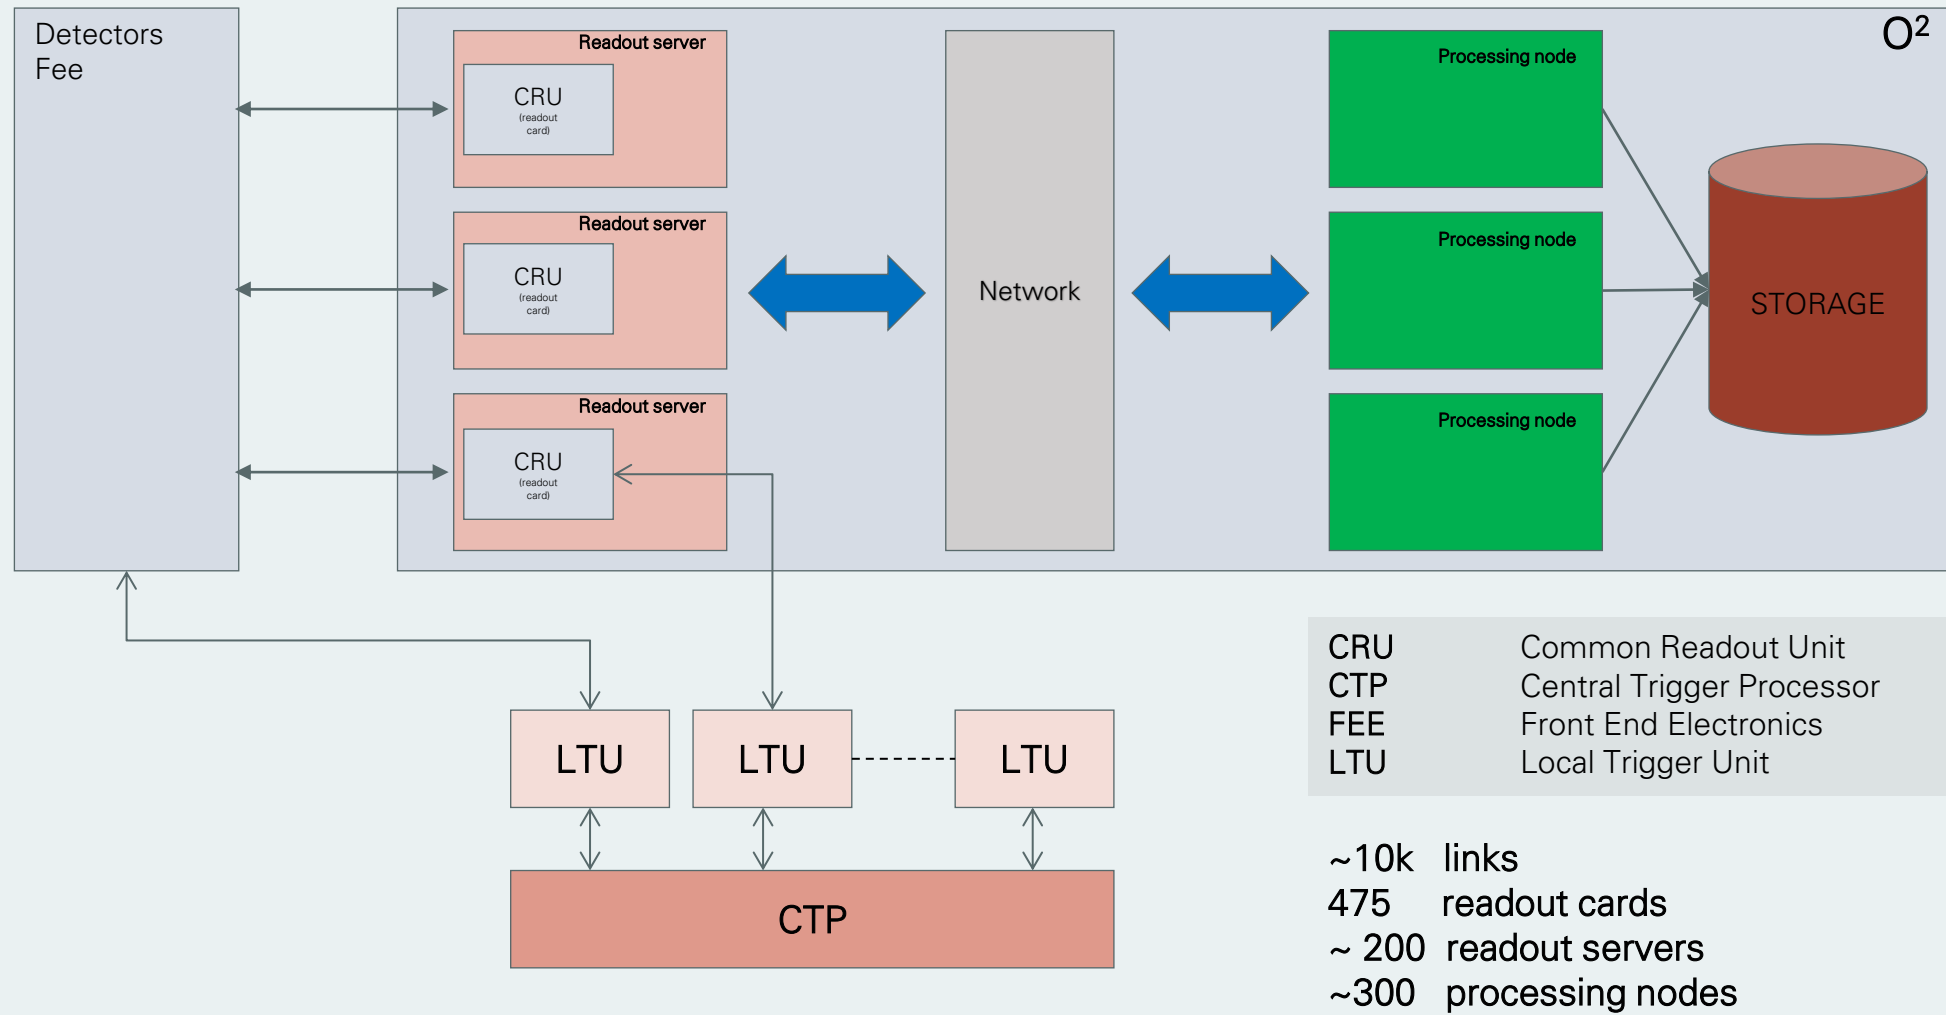 Detectors
Fee
O²
Readout server
CRU
(readout
card)
Readout server
CRU
(readout
card)
Readout server
CRU
(readout
card)
Network
Processing node
Processing node
Processing node
STORAGE
LTU
LTU
LTU
CTP
CRU Common Readout Unit
CTP Central Trigger Processor
FEE Front End Electronics
LTU Local Trigger Unit
~10k links
475 readout cards
~ 200 readout servers
~300 processing nodes